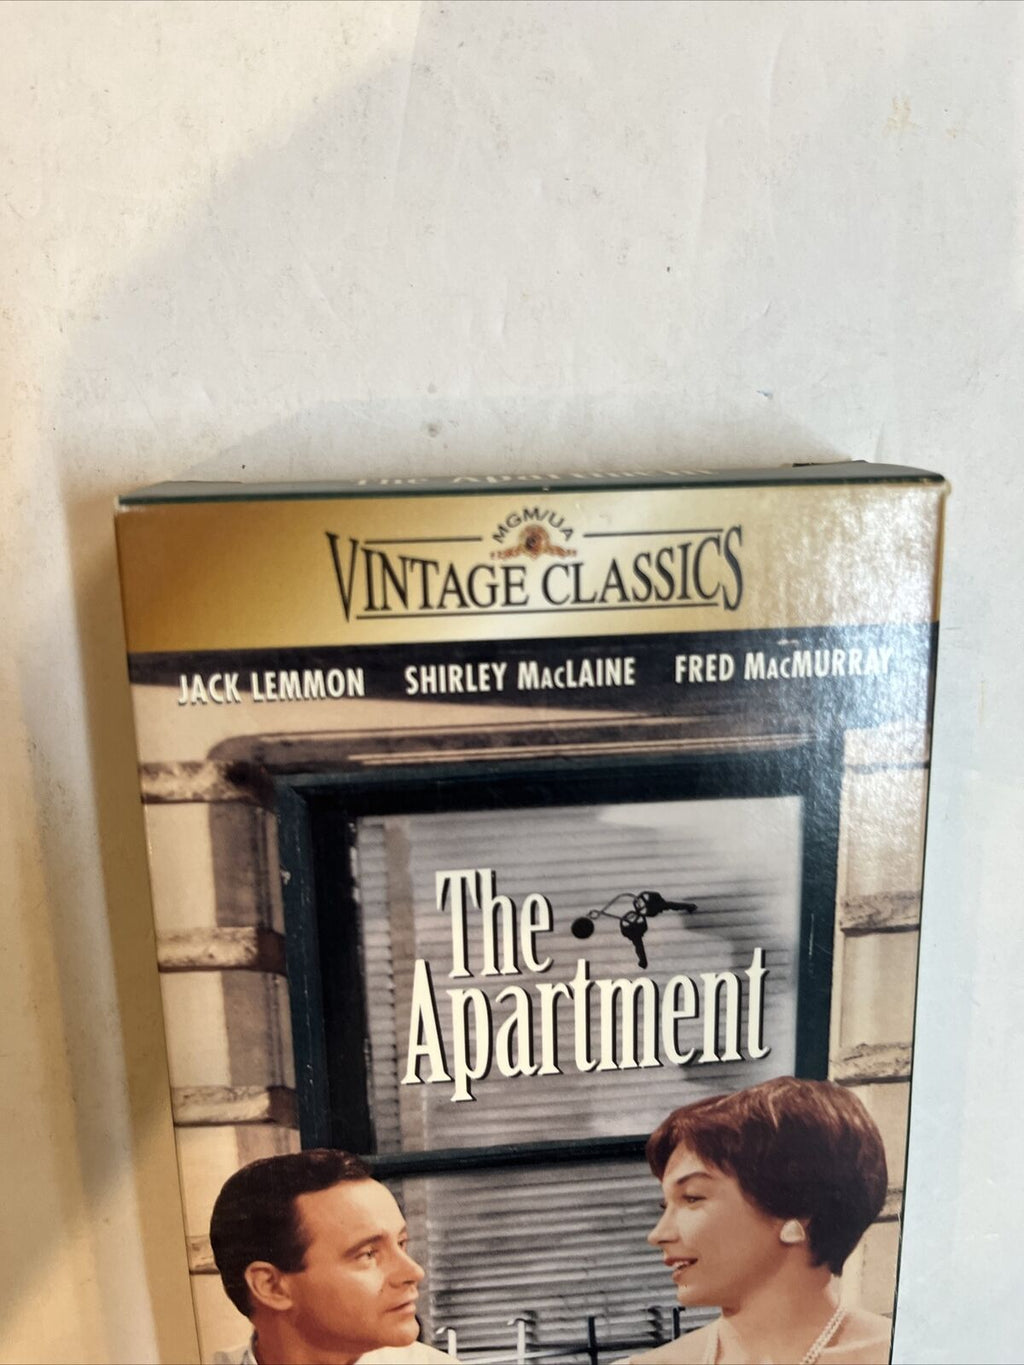 The Apartment
MGM/UA
VINTAGE CLASSICS
JACK LEMMON SHIRLEY MACLAINE FRED MACMURRAY
The
Apartment